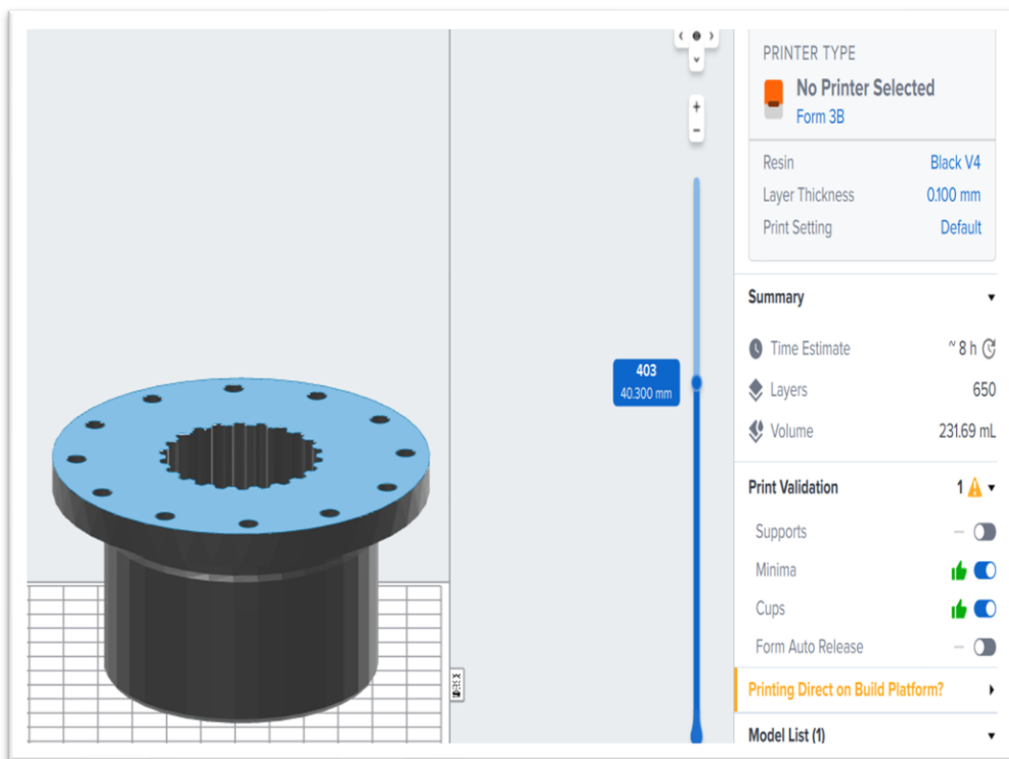 PRINTER TYPE
No Printer Selected
Form 3B
Resin Black V4
Layer Thickness 0.100 mm
Print Setting Default
Summary
Time Estimate ~ 8 h
Layers 650
Volume 231.69 mL
Print Validation 1
Supports –
Minima
Cups
Form Auto Release –
Printing Direct on Build Platform?
Model List (1)
403
40.300 mm